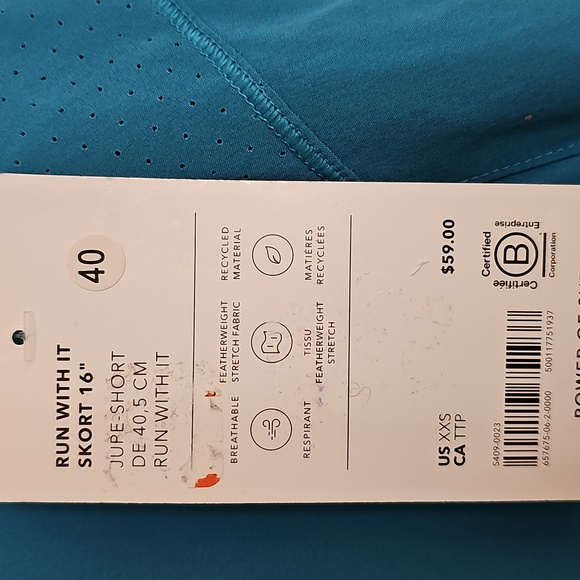 40
RUN WITH IT
SKORT 16"
JUPE-SHORT
DE 40,5 CM
RUN WITH IT
BREATHABLE
RESPIRANT
FEATHERWEIGHT
STRETCH FABRIC
TISSU
FEATHERWEIGHT
STRETCH
RECYCLED
MATERIAL
MATIÈRES
RECYCLÉES
US XXS
CA TTP
$59.00
S409-0023
657675-06-2-0000
500117751937
Certified
B
Corporation
Certifiée
Entreprise